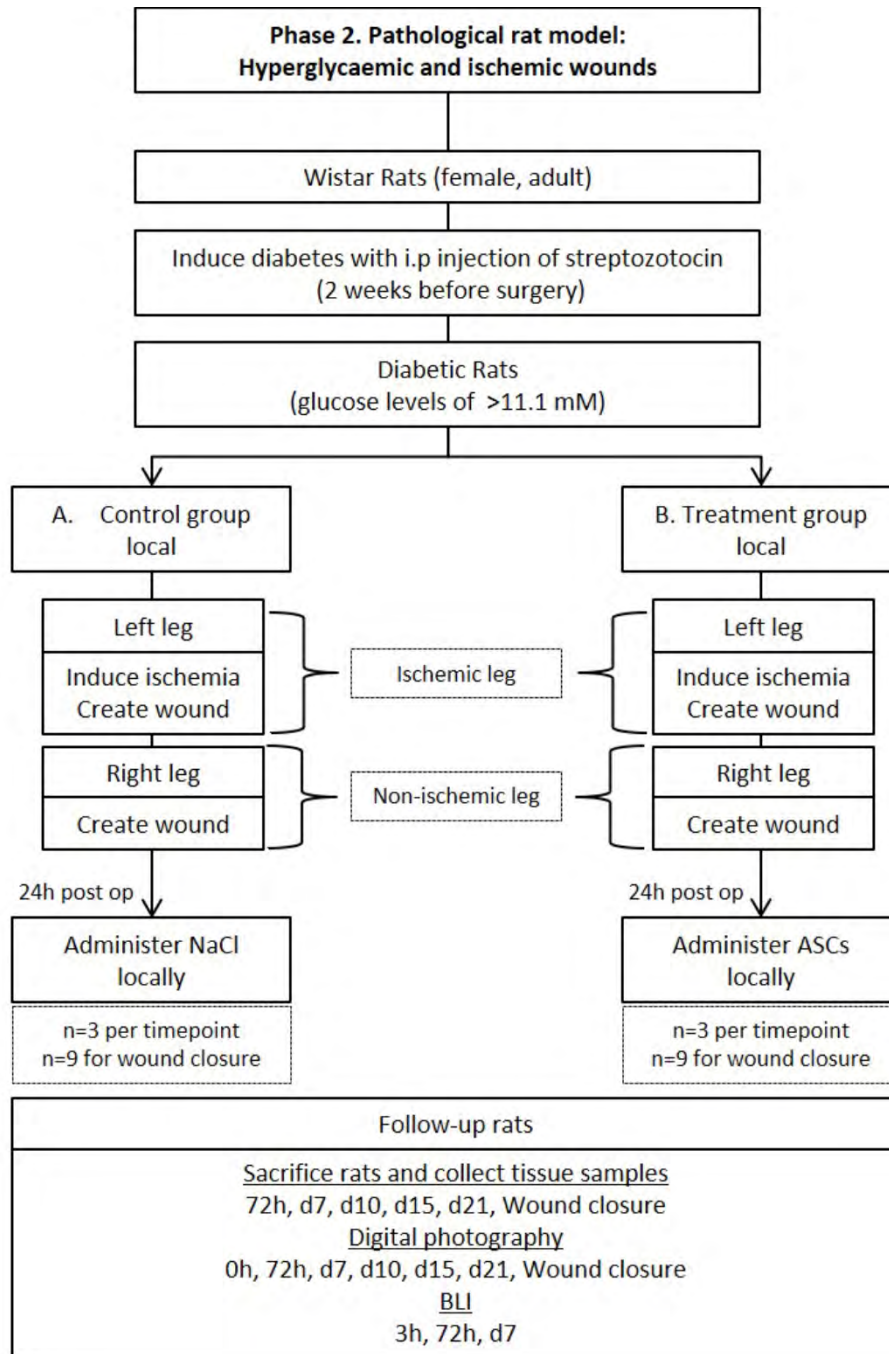 Phase 2. Pathological rat model:
Hyperglycaemic and ischemic wounds
Wistar Rats (female, adult)
Induce diabetes with i.p injection of streptozotocin
(2 weeks before surgery)
Diabetic Rats
(glucose levels of >11.1 mM)
A. Control group
local
B. Treatment group
local
Left leg
Induce ischemia
Create wound
Ischemic leg
Left leg
Induce ischemia
Create wound
Right leg
Create wound
Non-ischemic leg
Right leg
Create wound
24h post op
24h post op
Administer NaCl
locally
Administer ASCs
locally
n=3 per timepoint
n=9 for wound closure
n=3 per timepoint
n=9 for wound closure
Follow-up rats
Sacrifice rats and collect tissue samples
72h, d7, d10, d15, d21, Wound closure
Digital photography
0h, 72h, d7, d10, d15, d21, Wound closure
BLI
3h, 72h, d7